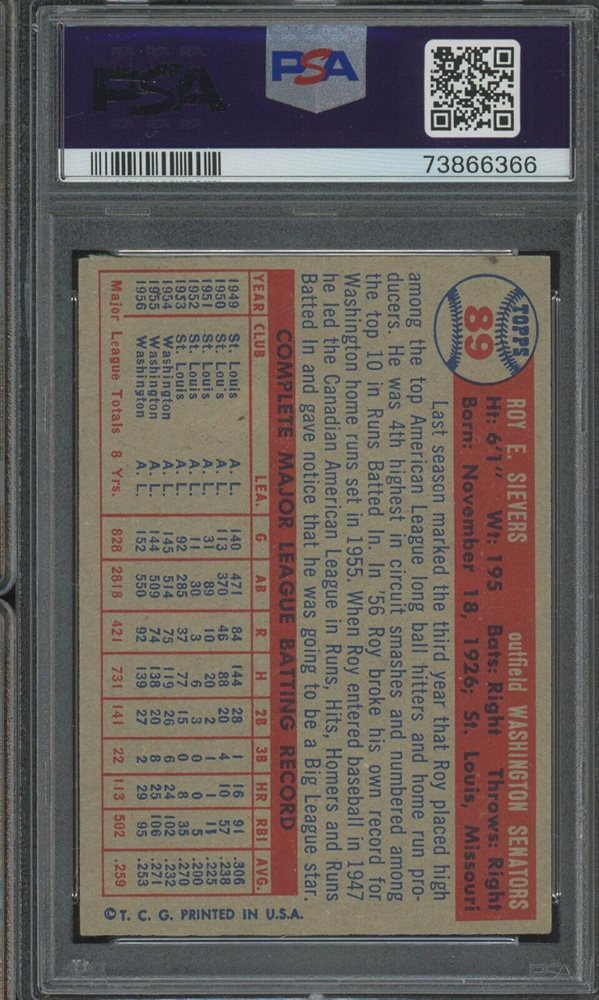 PSA
PSA
73866366
TOPPS
89
ROY E. SIEVERS outfield WASHINGTON SENATORS
Ht: 6'1" Wt: 195 Bats: Right Throws: Right
Born: November 18, 1926; St. Louis, Missouri
Last season marked the third year that Roy placed high
among the top American League long ball hitters and home run pro-
ducers. He was 4th highest in circuit smashes and numbered among
the top 10 in Runs Batted In. In '56 Roy broke his own record for
Washington home runs set in 1955. When Roy entered baseball in 1947
he led the Canadian American League in Runs, Hits, Homers and Runs
Batted In and gave notice that he was going to be a Big League star.
COMPLETE MAJOR LEAGUE BATTING RECORD
YEAR CLUB LEA. G AB R H 2B 3B HR RBI AVG.
1949 St. Louis A. L. 140 471 84 144 28 1 16 91 .306
1950 St. Louis A. L. 113 370 46 88 20 4 10 57 .238
1951 St. Louis A. L. 31 89 10 20 2 1 1 11 .225
1952 St. Louis A. L. 11 30 3 6 3 0 0 5 .200
1953 St. Louis A. L. 92 285 37 77 15 0 8 35 .270
1954 Washington A. L. 145 514 75 119 26 6 24 102 .232
1955 Washington A. L. 144 509 74 138 20 8 25 106 .271
1956 Washington A. L. 152 550 92 139 27 2 29 95 .253
Major League Totals 8 Yrs. 828 2818 421 731 141 22 113 502 .259
© T. C. G. PRINTED IN U.S.A.